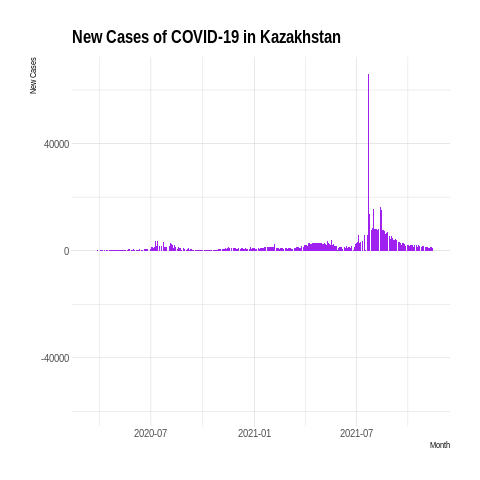 New Cases of COVID-19 in Kazakhstan
New Cases
40000
0
-40000
2020-07
2021-01
2021-07
Month